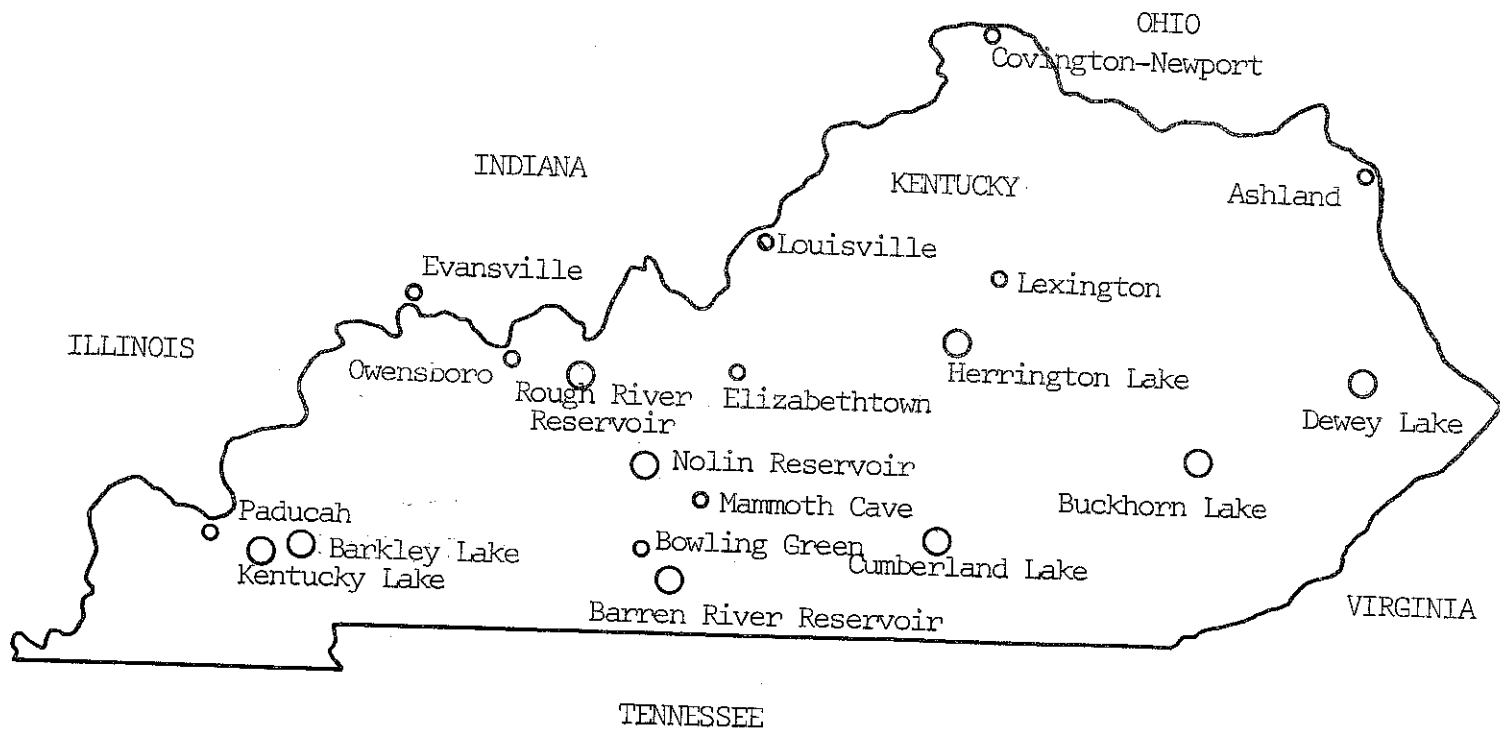 OHIO
Covington-Newport
INDIANA
KENTUCKY
Ashland
Louisville
Evansville
Lexington
ILLINOIS
Owensboro
Rough River
Reservoir
Elizabethtown
Herrington Lake
Dewey Lake
Nolin Reservoir
Mammoth Cave
Buckhorn Lake
Paducah
Barkley Lake
Kentucky Lake
Bowling Green
Cumberland Lake
Barren River Reservoir
VIRGINIA
TENNESSEE